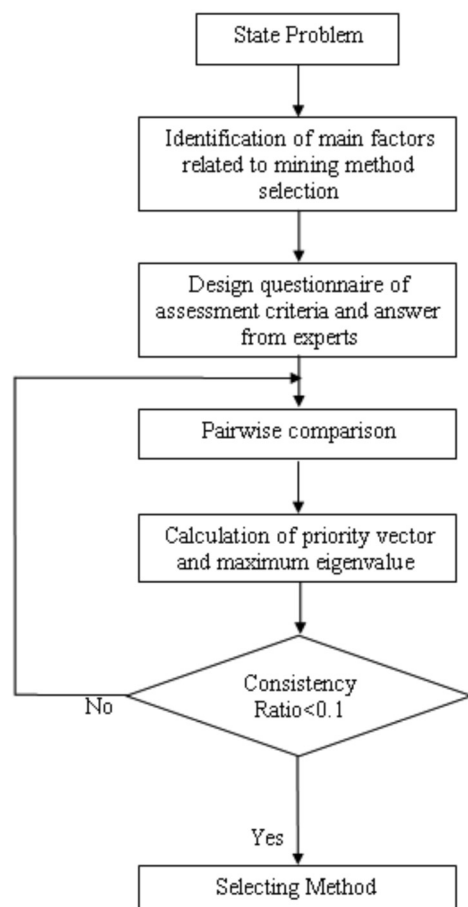 State Problem
Identification of main factors
related to mining method
selection
Design questionnaire of
assessment criteria and answer
from experts
Pairwise comparison
Calculation of priority vector
and maximum eigenvalue
Consistency
Ratio<0.1
No
Yes
Selecting Method